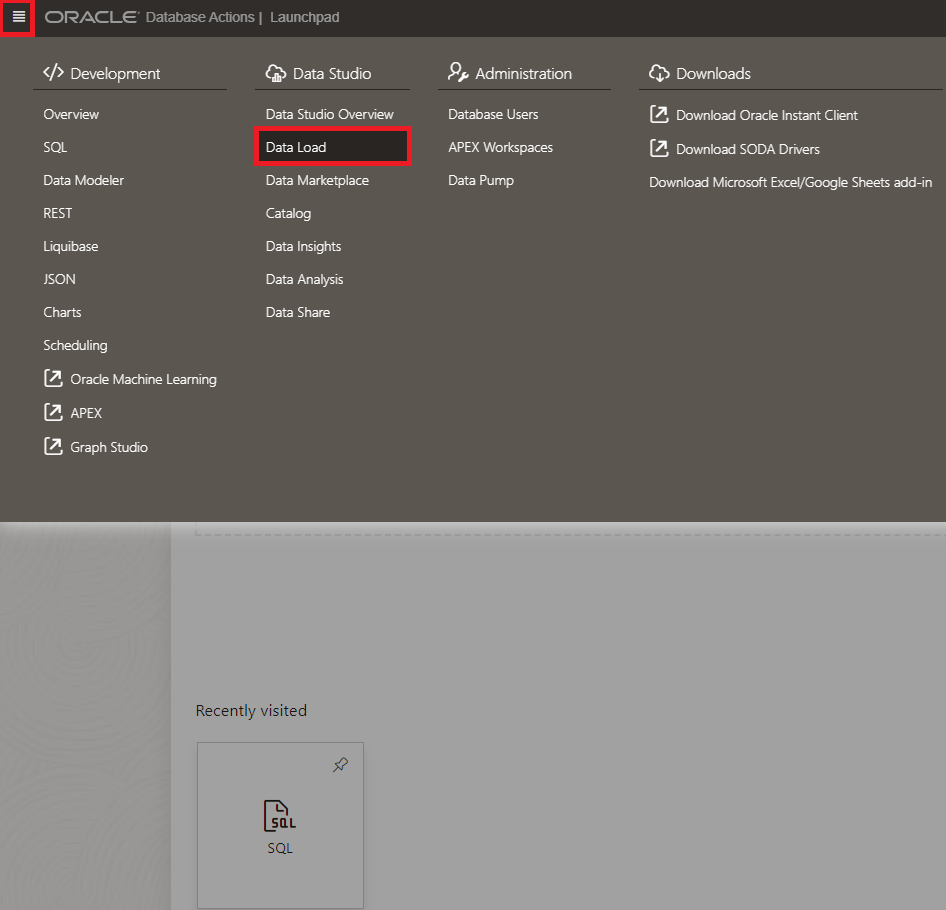 ORACLE Database Actions | Launchpad
Development
Overview
SQL
Data Modeler
REST
Liquibase
JSON
Charts
Scheduling
Oracle Machine Learning
APEX
Graph Studio
Data Studio
Data Studio Overview
Data Load
Data Marketplace
Catalog
Data Insights
Data Analysis
Data Share
Administration
Database Users
APEX Workspaces
Data Pump
Downloads
Download Oracle Instant Client
Download SODA Drivers
Download Microsoft Excel/Google Sheets add-in
Recently visited
SQL
SQL